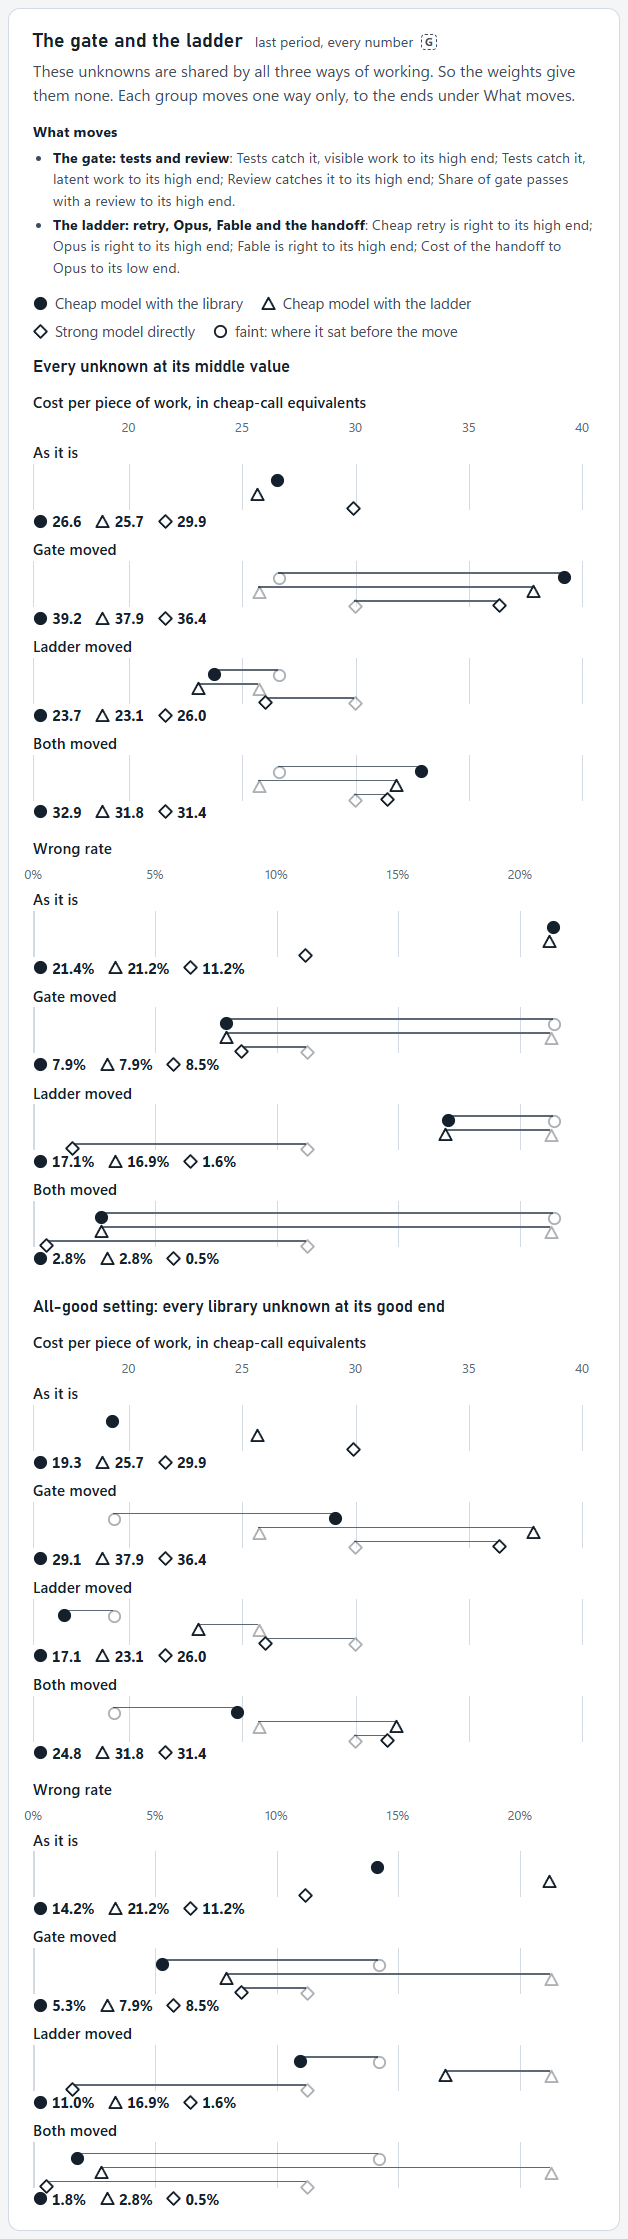 The gate and the ladder last period, every number G
These unknowns are shared by all three ways of working. So the weights give
them none. Each group moves one way only, to the ends under What moves.
What moves
• The gate: tests and review: Tests catch it, visible work to its high end; Tests catch it,
latent work to its high end; Review catches it to its high end; Share of gate passes
with a review to its high end.
• The ladder: retry, Opus, Fable and the handoff: Cheap retry is right to its high end;
Opus is right to its high end; Fable is right to its high end; Cost of the handoff to
Opus to its low end.
Cheap model with the library Cheap model with the ladder
Strong model directly faint: where it sat before the move
Every unknown at its middle value
Cost per piece of work, in cheap-call equivalents
20 25 30 35 40
As it is
26.6 25.7 29.9
Gate moved
39.2 37.9 36.4
Ladder moved
23.7 23.1 26.0
Both moved
32.9 31.8 31.4
Wrong rate
0% 5% 10% 15% 20%
As it is
21.4% 21.2% 11.2%
Gate moved
7.9% 7.9% 8.5%
Ladder moved
17.1% 16.9% 1.6%
Both moved
2.8% 2.8% 0.5%
All-good setting: every library unknown at its good end
Cost per piece of work, in cheap-call equivalents
20 25 30 35 40
As it is
19.3 25.7 29.9
Gate moved
29.1 37.9 36.4
Ladder moved
17.1 23.1 26.0
Both moved
24.8 31.8 31.4
Wrong rate
0% 5% 10% 15% 20%
As it is
14.2% 21.2% 11.2%
Gate moved
5.3% 7.9% 8.5%
Ladder moved
11.0% 16.9% 1.6%
Both moved
1.8% 2.8% 0.5%